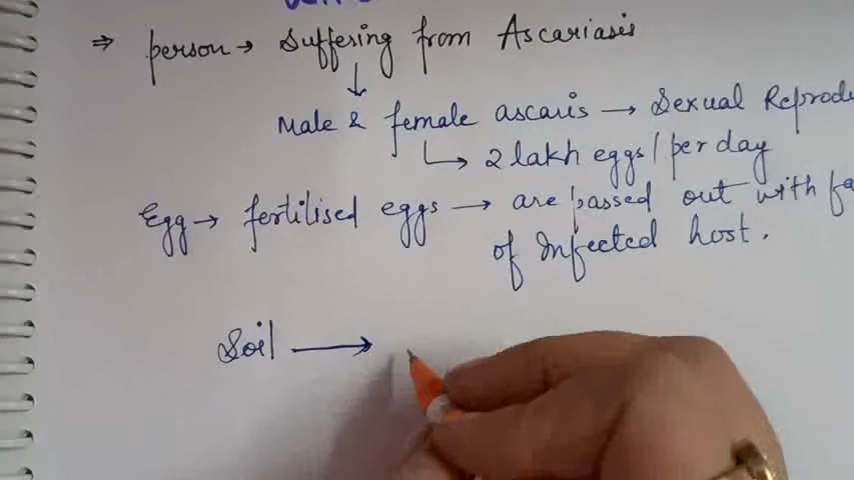 ⇒ person → Suffering from Ascariasis
↓
Male & female ascaris → Sexual Reprodu
↳ 2 lakh eggs/per day
Egg → fertilised eggs → are passed out with fa
of Infected host.
Soil →